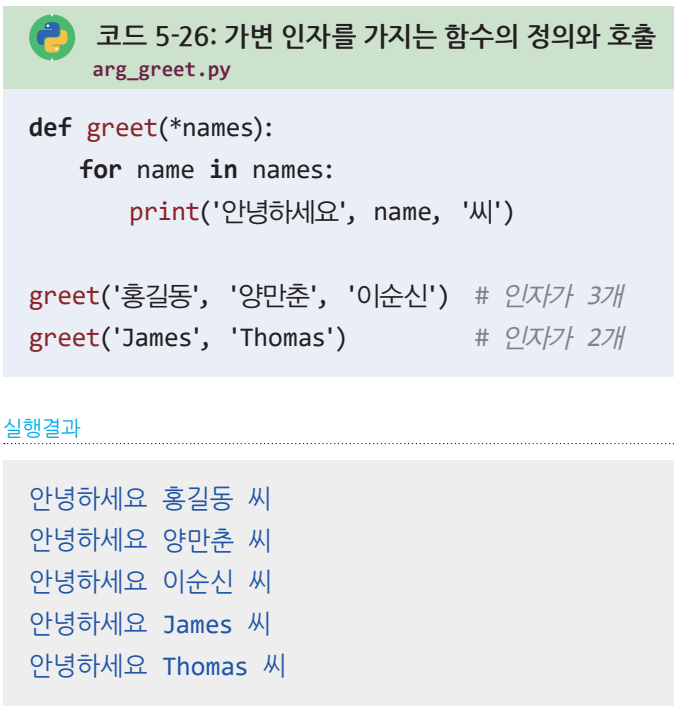 코드 5-26: 가변 인자를 가지는 함수의 정의와 호출
arg_greet.py
def greet(*names):
    for name in names:
        print('안녕하세요', name, '씨')

greet('홍길동', '양만춘', '이순신')  # 인자가 3개
greet('James', 'Thomas')          # 인자가 2개
실행결과
안녕하세요 홍길동 씨
안녕하세요 양만춘 씨
안녕하세요 이순신 씨
안녕하세요 James 씨
안녕하세요 Thomas 씨